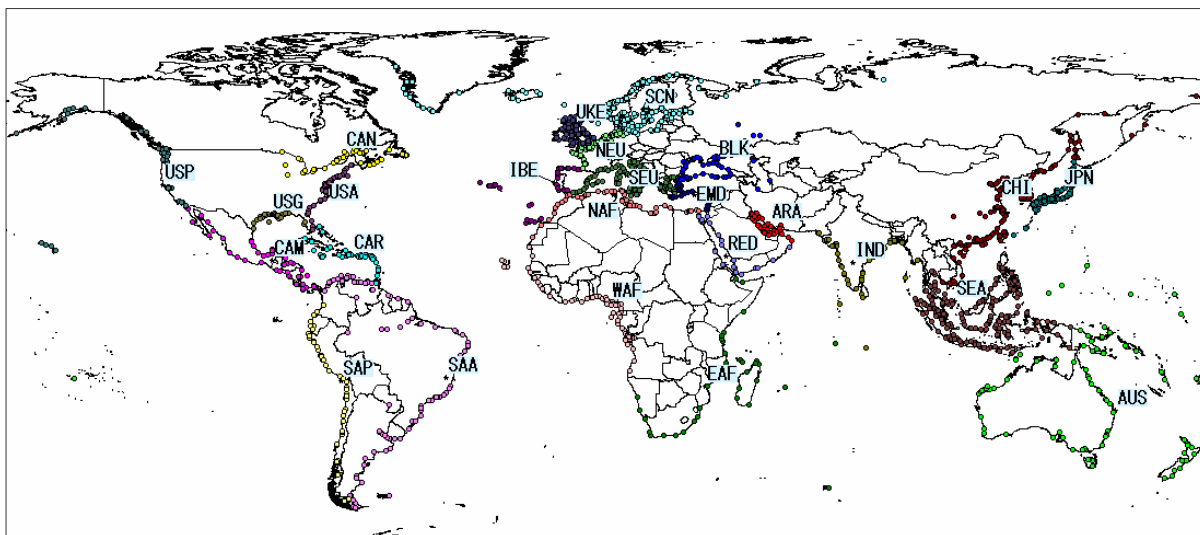 SCN
UKE
CAN
NEU
BLK
USP
IBE
SEU
JPN
USA
CHI
USG
EMD
NAF
ARA
CAM
CAR
RED
IND
WAF
SEA
SAP
SAA
EAF
AUS